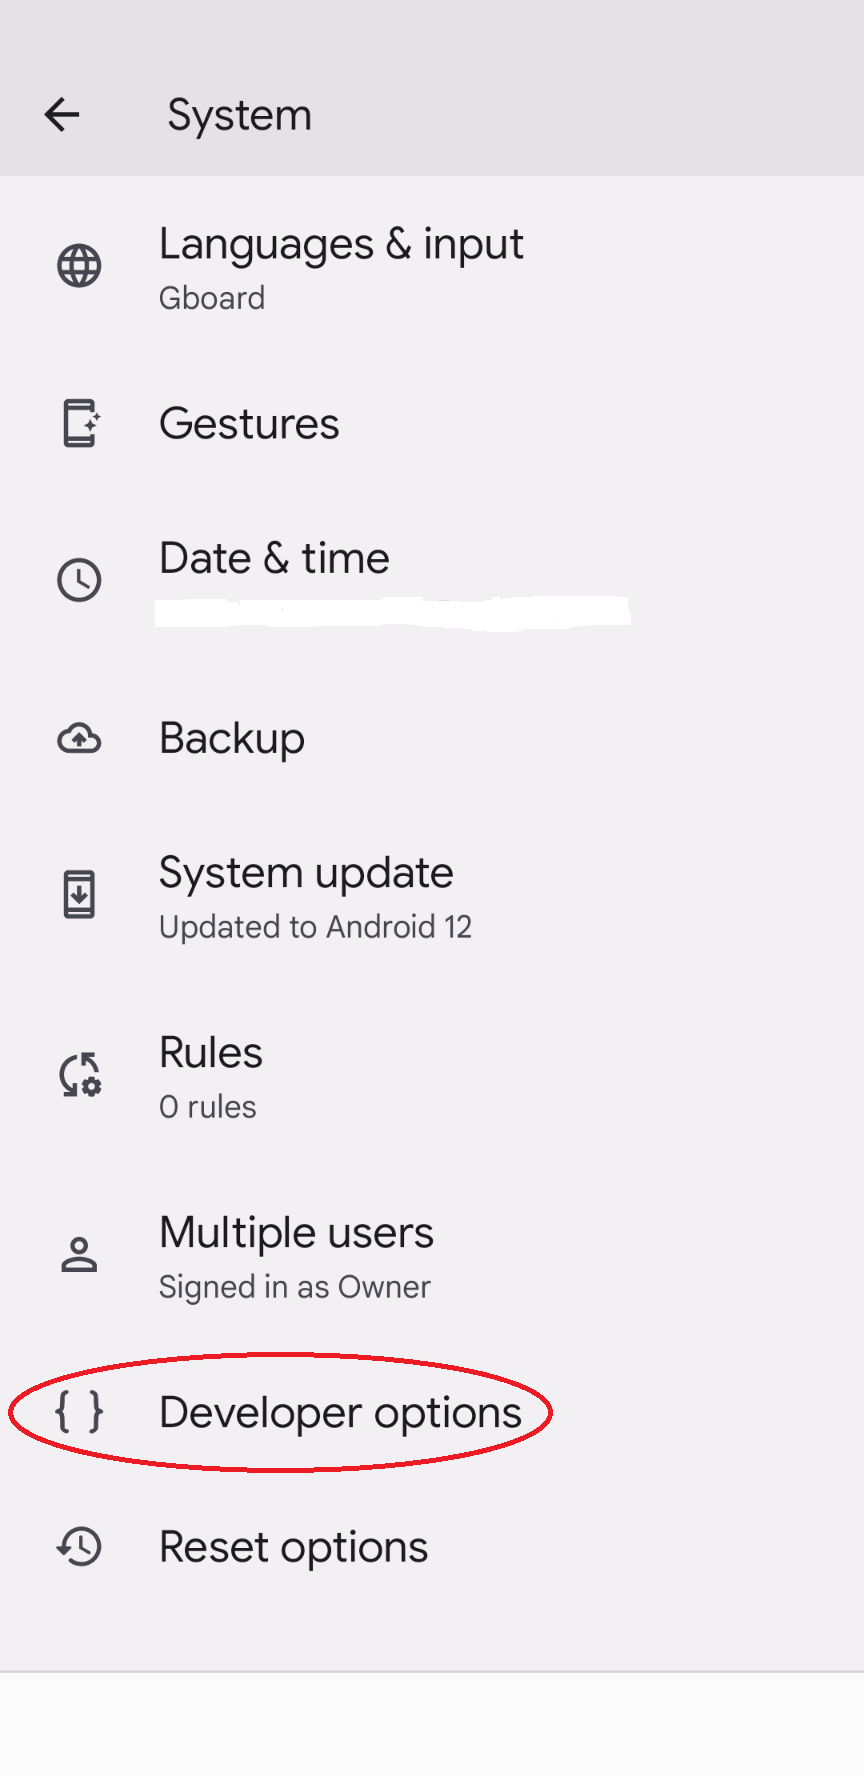 System
Languages & input
Gboard
Gestures
Date & time
Backup
System update
Updated to Android 12
Rules
0 rules
Multiple users
Signed in as Owner
{ } Developer options
Reset options